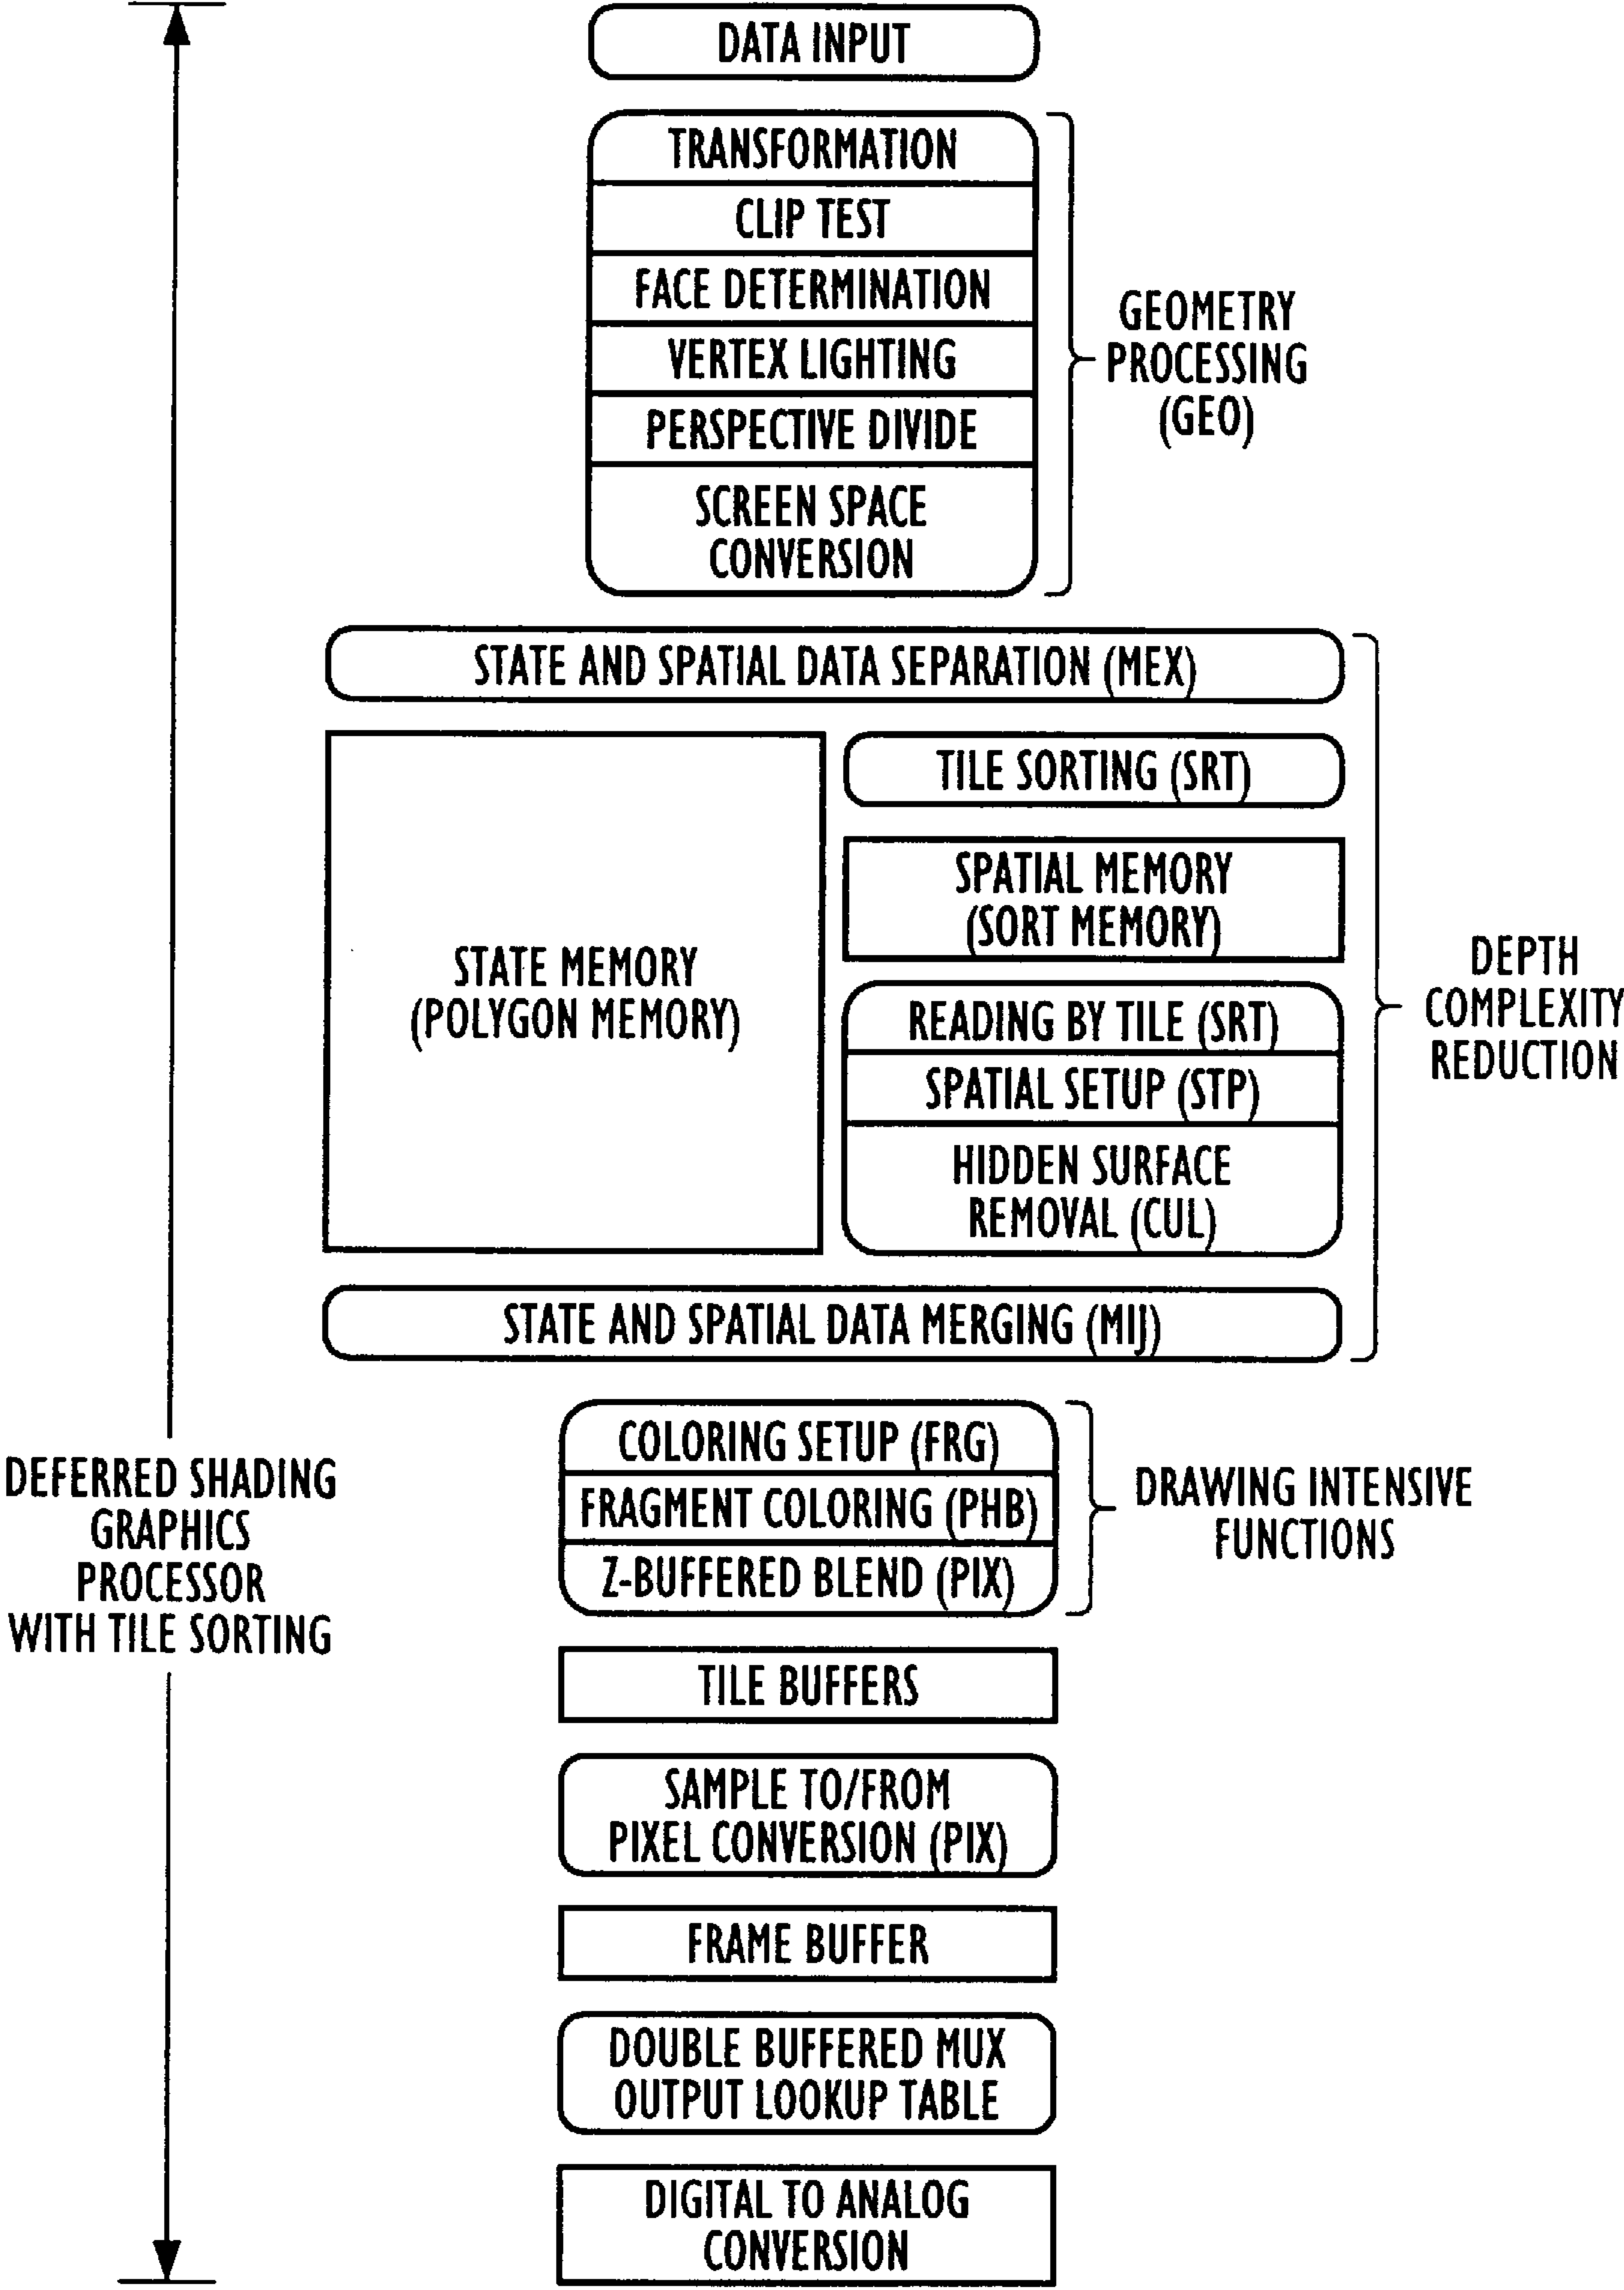 DATA INPUT
TRANSFORMATION
CLIP TEST
FACE DETERMINATION
VERTEX LIGHTING
PERSPECTIVE DIVIDE
SCREEN SPACE
CONVERSION
GEOMETRY
PROCESSING
(GEO)
STATE AND SPATIAL DATA SEPARATION (MEX)
STATE MEMORY
(POLYGON MEMORY)
TILE SORTING (SRT)
SPATIAL MEMORY
(SORT MEMORY)
READING BY TILE (SRT)
SPATIAL SETUP (STP)
HIDDEN SURFACE
REMOVAL (CUL)
DEPTH
COMPLEXITY
REDUCTION
STATE AND SPATIAL DATA MERGING (MIJ)
DEFERRED SHADING
GRAPHICS
PROCESSOR
WITH TILE SORTING
COLORING SETUP (FRG)
FRAGMENT COLORING (PHB)
Z-BUFFERED BLEND (PIX)
DRAWING INTENSIVE
FUNCTIONS
TILE BUFFERS
SAMPLE TO/FROM
PIXEL CONVERSION (PIX)
FRAME BUFFER
DOUBLE BUFFERED MUX
OUTPUT LOOKUP TABLE
DIGITAL TO ANALOG
CONVERSION